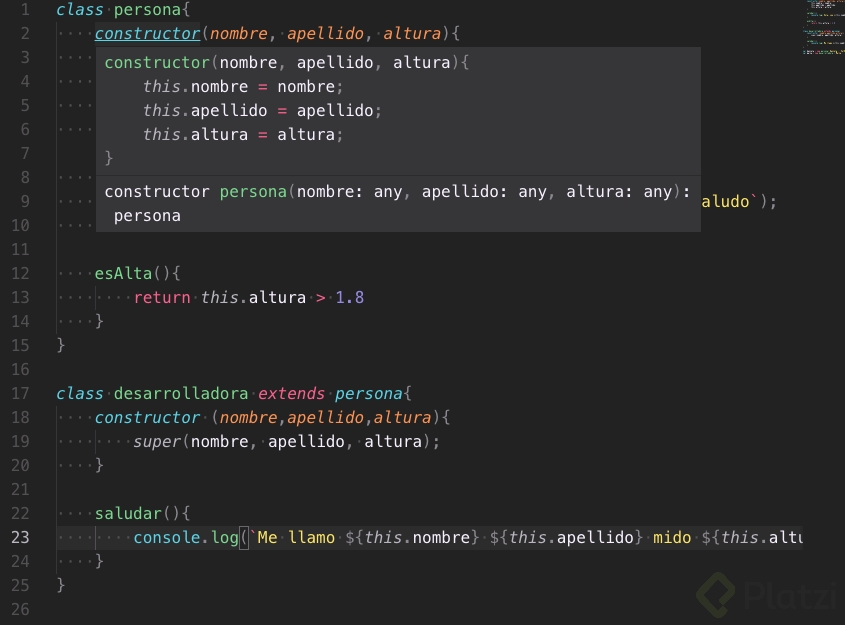 1 class persona{
2 constructor(nombre, apellido, altura){
3 constructor(nombre, apellido, altura){
4 this.nombre = nombre;
5 this.apellido = apellido;
6 this.altura = altura;
7 }
8 constructor persona(nombre: any, apellido: any, altura: any):
9 persona aludo`);
10
11
12 esAlta(){
13 return this.altura > 1.8
14 }
15 }
16
17 class desarrolladora extends persona{
18 constructor (nombre,apellido,altura){
19 super(nombre, apellido, altura);
20 }
21
22 saludar(){
23 console.log(`Me llamo ${this.nombre} ${this.apellido} mido ${this.altu
24 }
25 }
26
Platzi